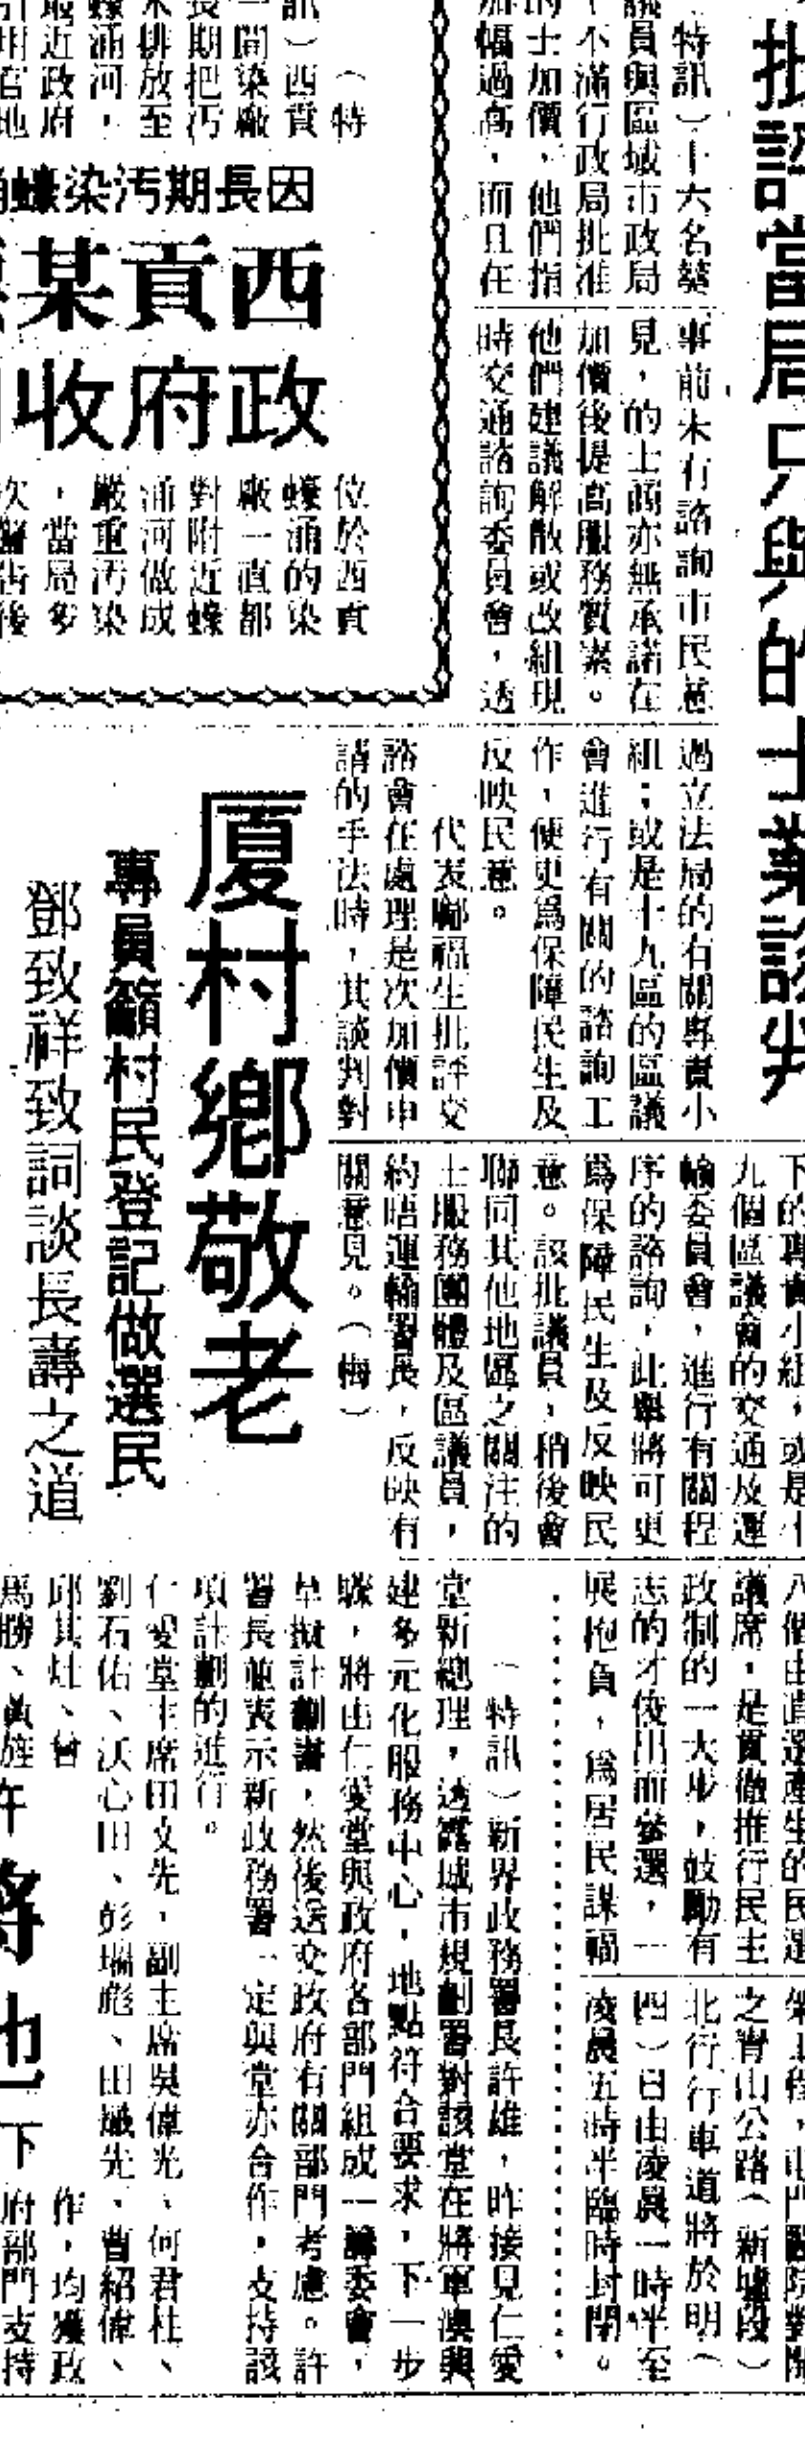 批評當局只與的士業談判
特訊）十六名葵
議員與區域市政局
，不滿行政局批准
的士加價，他們指
加幅過高，而且在
事前未有諮詢市民意
見，的士商亦無承諾在
加價後提高服務質素。
他們建議解散或改組現
時交通諮詢委員會，透
過立法局的有關專責小
組；或是十九區的區議
會進行有關的諮詢工
作，便更爲保障民生及
反映民意。
代表鄺福生批評交
諮會在處理是次加價申
請的手法時，其談判對
下的專責小組，或是十
九個區議會的交通及運
輸委員會，進行有關程
序的諮詢，此舉將可更
爲保障民生及反映民
意。該批議員，稍後會
聯同其他地區之關注的
士服務團體及區議員，
約晤運輸署長，反映有
關意見。（梅）
因長期污染蠔涌
西貢某
政府收回
（特
訊）西貢
一間染廠
長期把污
水排放至
蠔涌河，
最近政府
位於西貢
蠔涌的染
廠一直都
對附近蠔
涌河做成
嚴重污染
，當局多
次警告後
厦村鄉敬老
專員籲村民登記做選民
鄧致祥致詞談長壽之道
八個由直選產生的民選
議席，是貫徹推行民主
政制的一大步，鼓勵有
志的才俊出而參選，一
展抱負，爲居民謀福
之青山公路（新墟段）
北行行車道將於明（
四）日由凌晨一時半至
凌晨五時半臨時封閉。
（特訊）新界政務署長許雄，昨接見仁愛
堂新總理，透露城市規劃署對該堂在將軍澳興
建多元化服務中心，地點符合要求，下一步
驟，將由仁愛堂與政府各部門組成一籌委會，
草擬計劃書，然後送交政府有關部門考慮。許
署長並表示新政務署一定與堂亦合作，支持該
項計劃的進行。
仁愛堂主席田文先，副主席吳偉光、何君柱、
劉石佑、沃心田、彭瑞彪、田礮先、曹紹偉、
邱其灶、曾
馬勝、黃
作，均獲政
府部門支持